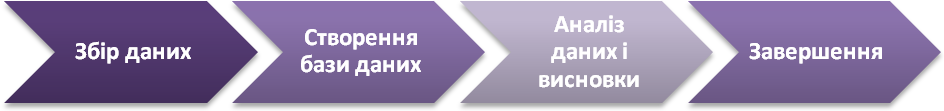 Збір даних
Створення
бази даних
Аналіз
даних і
висновки
Завершення